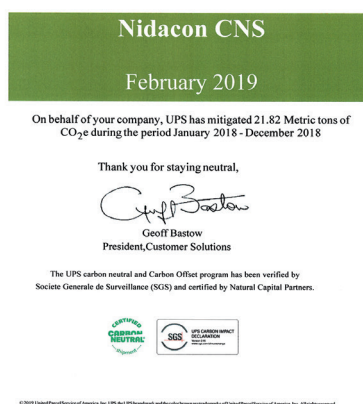 Nidacon CNS
February 2019
On behalf of your company, UPS has mitigated 21.82 Metric tons of
CO2e during the period January 2018 - December 2018
Thank you for staying neutral,
Geoff Bastow
Geoff Bastow
President,Customer Solutions
The UPS carbon neutral and Carbon Offset program has been verified by
Societe Generale de Surveillance (SGS) and certified by Natural Capital Partners.
CERTIFIED
CARBON
NEUTRAL
shipment
SGS
UPS CARBON IMPACT
DECLARATION